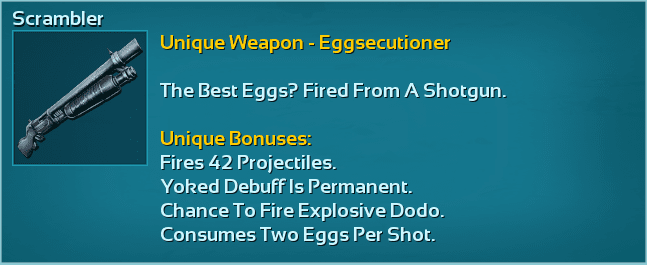 Scrambler
Unique Weapon - Eggsecutioner
The Best Eggs? Fired From A Shotgun.
Unique Bonuses:
Fires 42 Projectiles.
Yoked Debuff Is Permanent.
Chance To Fire Explosive Dodo.
Consumes Two Eggs Per Shot.